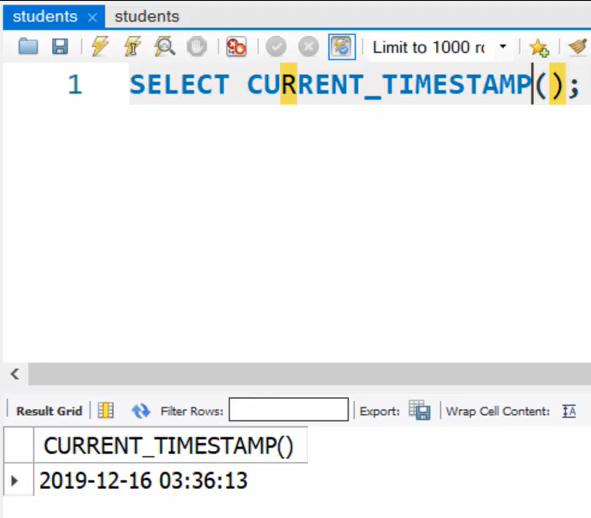 students × students
Limit to 1000 rc
1 SELECT CURRENT_TIMESTAMP();
Result Grid Filter Rows: Export: Wrap Cell Content:
CURRENT_TIMESTAMP()
2019-12-16 03:36:13